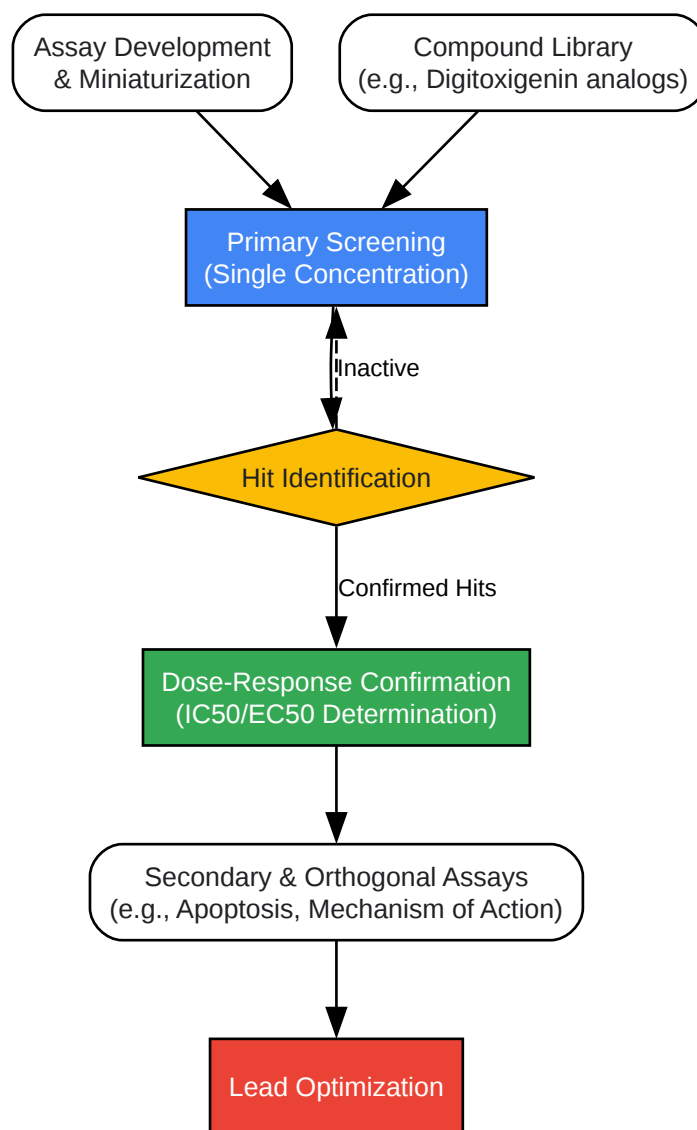 Assay Development
& Miniaturization
Compound Library
(e.g., Digitoxigenin analogs)
Primary Screening
(Single Concentration)
Inactive
Hit Identification
Confirmed Hits
Dose-Response Confirmation
(IC50/EC50 Determination)
Secondary & Orthogonal Assays
(e.g., Apoptosis, Mechanism of Action)
Lead Optimization